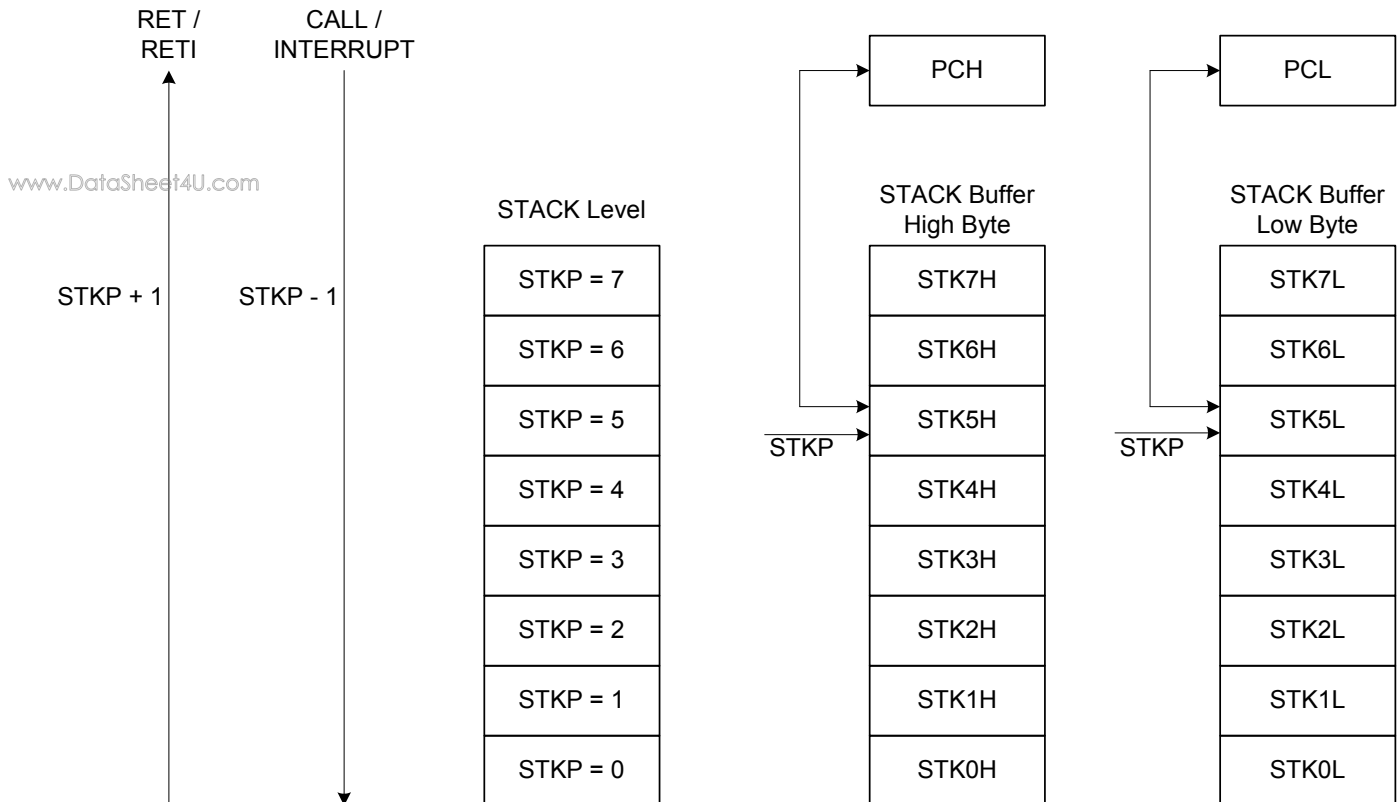 RET /
RETI
CALL /
INTERRUPT
PCH
PCL
www.DataSheet4U.com
STACK Level
STACK Buffer
High Byte
STACK Buffer
Low Byte
STKP + 1
STKP - 1
STKP = 7
STK7H
STK7L
STKP = 6
STK6H
STK6L
STKP = 5
STK5H
STK5L
STKP
STKP
STKP = 4
STK4H
STK4L
STKP = 3
STK3H
STK3L
STKP = 2
STK2H
STK2L
STKP = 1
STK1H
STK1L
STKP = 0
STK0H
STK0L